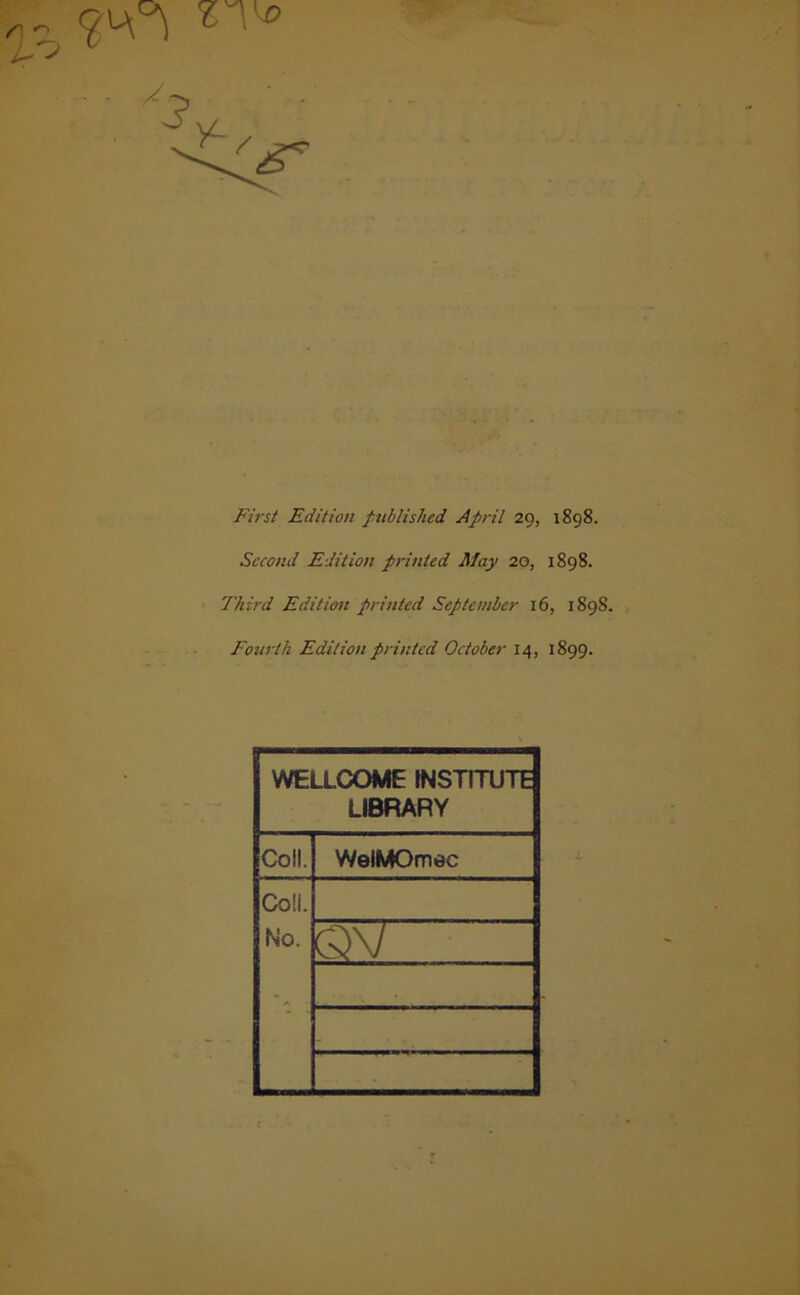 First Edition published April 29, 1898.
Second Edition printed May 20, 1898.
Third Edition printed September 16, 1898.
Fourth Edition printed October 14, 1899.
WELLCOME INSTITUTE
LIBRARY
Coll. WelMOmec
Coll.
No. QV